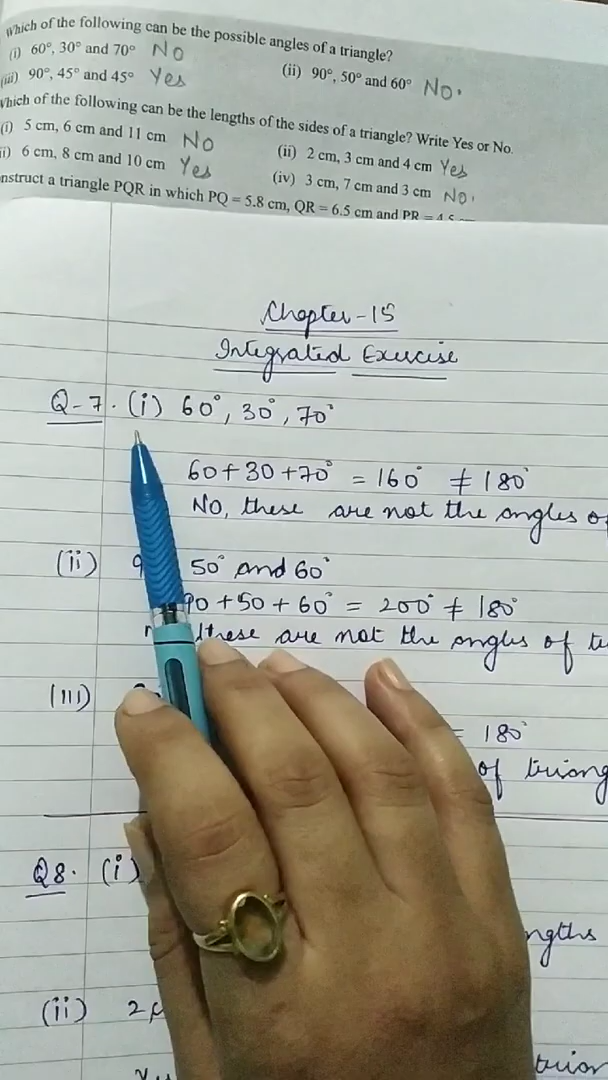 Which of the following can be the possible angles of a triangle?
(i) 60°, 30° and 70° No
(ii) 90°, 50° and 60° No.
(iii) 90°, 45° and 45° Yes
Which of the following can be the lengths of the sides of a triangle? Write Yes or No.
(i) 5 cm, 6 cm and 11 cm No
(ii) 2 cm, 3 cm and 4 cm Yes
i) 6 cm, 8 cm and 10 cm Yes
(iv) 3 cm, 7 cm and 3 cm No.
nstruct a triangle PQR in which PQ = 5.8 cm, QR = 6.5 cm and PR = 4.5
Chapter-15
Integrated Exercise
Q-7. (i) 60°, 30°, 70°
60+30+70° = 160° ≠ 180°
No, these are not the angles of
(ii) 50° and 60°
90+50+60° = 200° ≠ 180°
these are not the angles of
(III) = 180°
of triang
Q8. (i)
ngths
(ii) 2